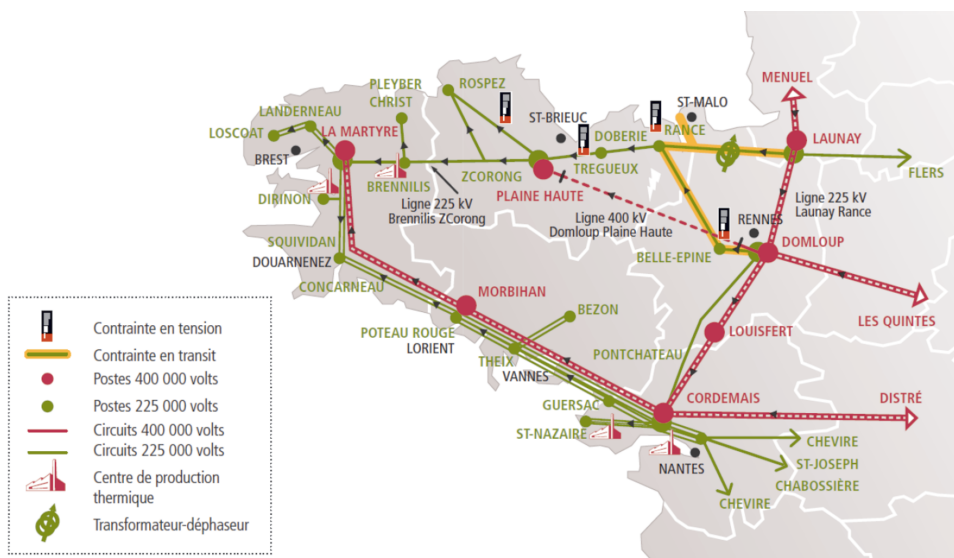 MENUEL
PLEYBER
CHRIST
ROSPEZ
ST-MALO
LANDERNEAU
ST-BRIEUC
LAUNAY
LA MARTYRE
DOBERIE
RANCE
LOSCOAT
BREST
TREGUEUX
FLERS
BRENNILIS
ZCORONG
PLAINE HAUTE
DIRINON
Ligne 225 kV
Brennilis ZCorong
Ligne 400 kV
Domloup Plaine Haute
RENNES
Ligne 225 kV
Launay Rance
DOMLOUP
SQUIVIDAN
BELLE-EPINE
DOUARNENEZ
CONCARNEAU
MORBIHAN
BEZON
LES QUINTES
LOUISFERT
POTEAU ROUGE
LORIENT
PONTCHATEAU
THEIX
VANNES
CORDEMAIS
DISTRÉ
GUERSAC
ST-NAZAIRE
CHEVIRE
NANTES
ST-JOSEPH
CHABOSSIÈRE
CHEVIRE
Contrainte en tension
Contrainte en transit
Postes 400 000 volts
Postes 225 000 volts
Circuits 400 000 volts
Circuits 225 000 volts
Centre de production
thermique
Transformateur-déphaseur